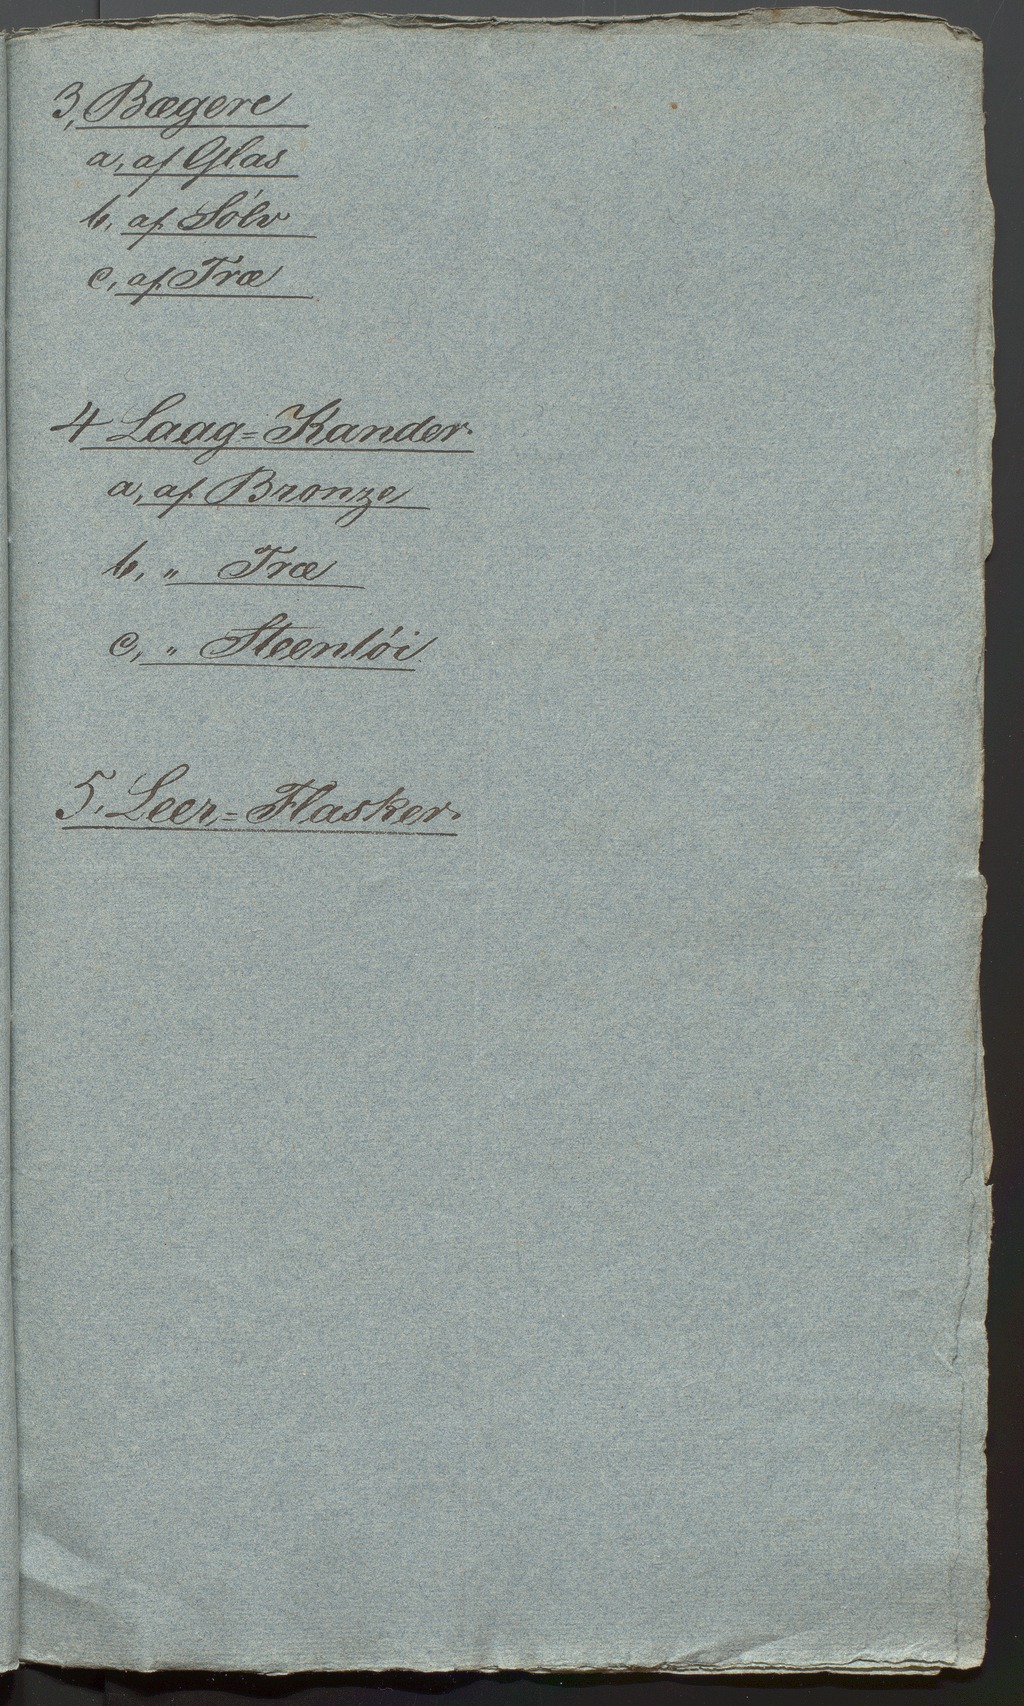 3, Bægere
a, af Glas
b, af Sölv
c, af Træ
4 Laag=Kander.
a, af Bronze
b, „ Træ
c, „ Steentöi
5, Leer=Flasker.